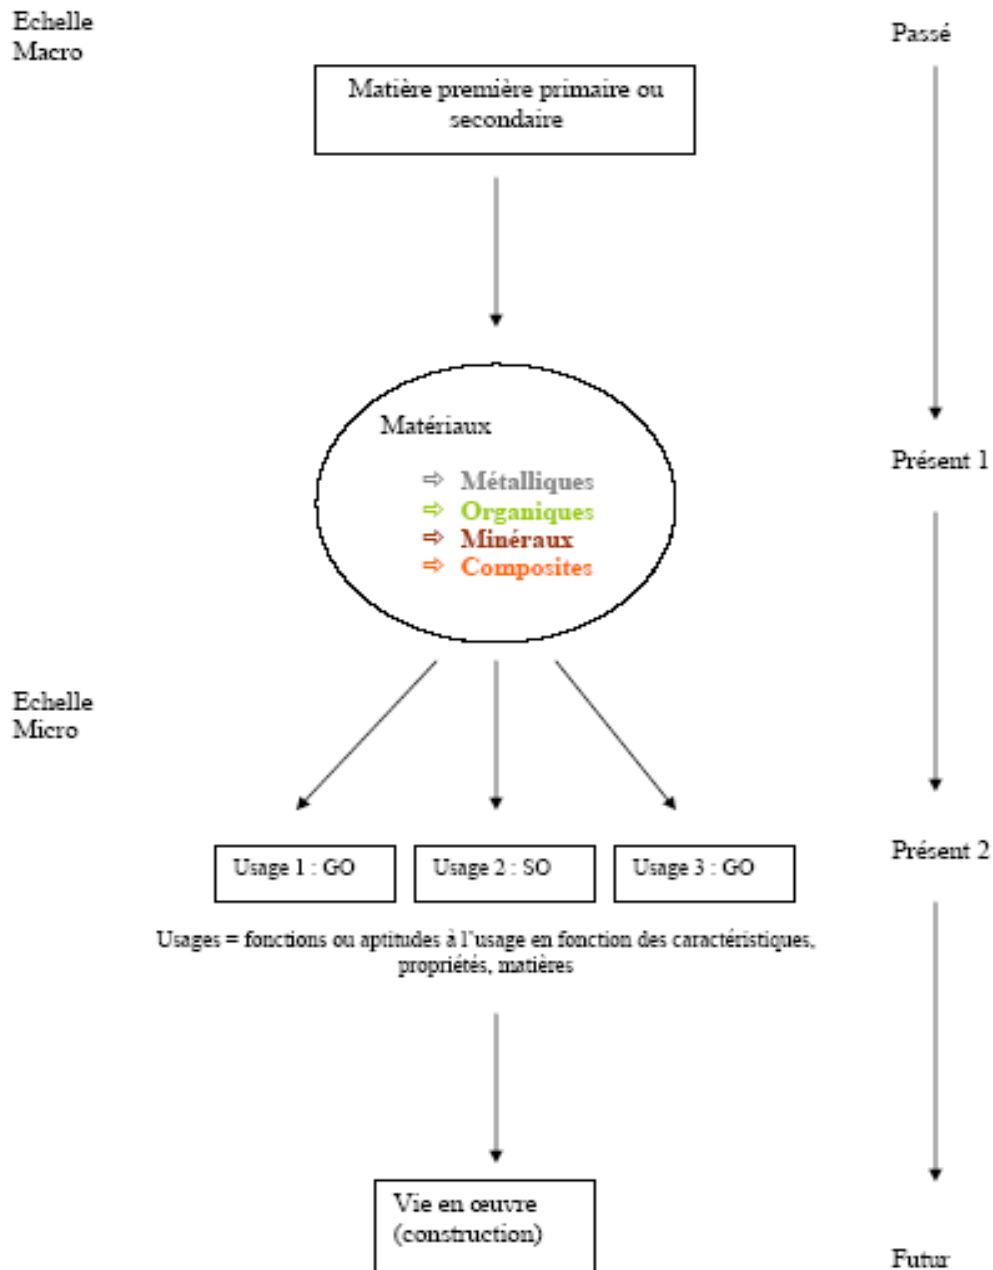 Echelle
Macro
Passé
Matière première primaire ou
secondaire
Matériaux
⇨ Métalliques
⇨ Organiques
⇨ Minéraux
⇨ Composites
Présent 1
Echelle
Micro
Usage 1 : GO
Usage 2 : SO
Usage 3 : GO
Présent 2
Usages = fonctions ou aptitudes à l'usage en fonction des caractéristiques,
propriétés, matières
Vie en œuvre
(construction)
Futur